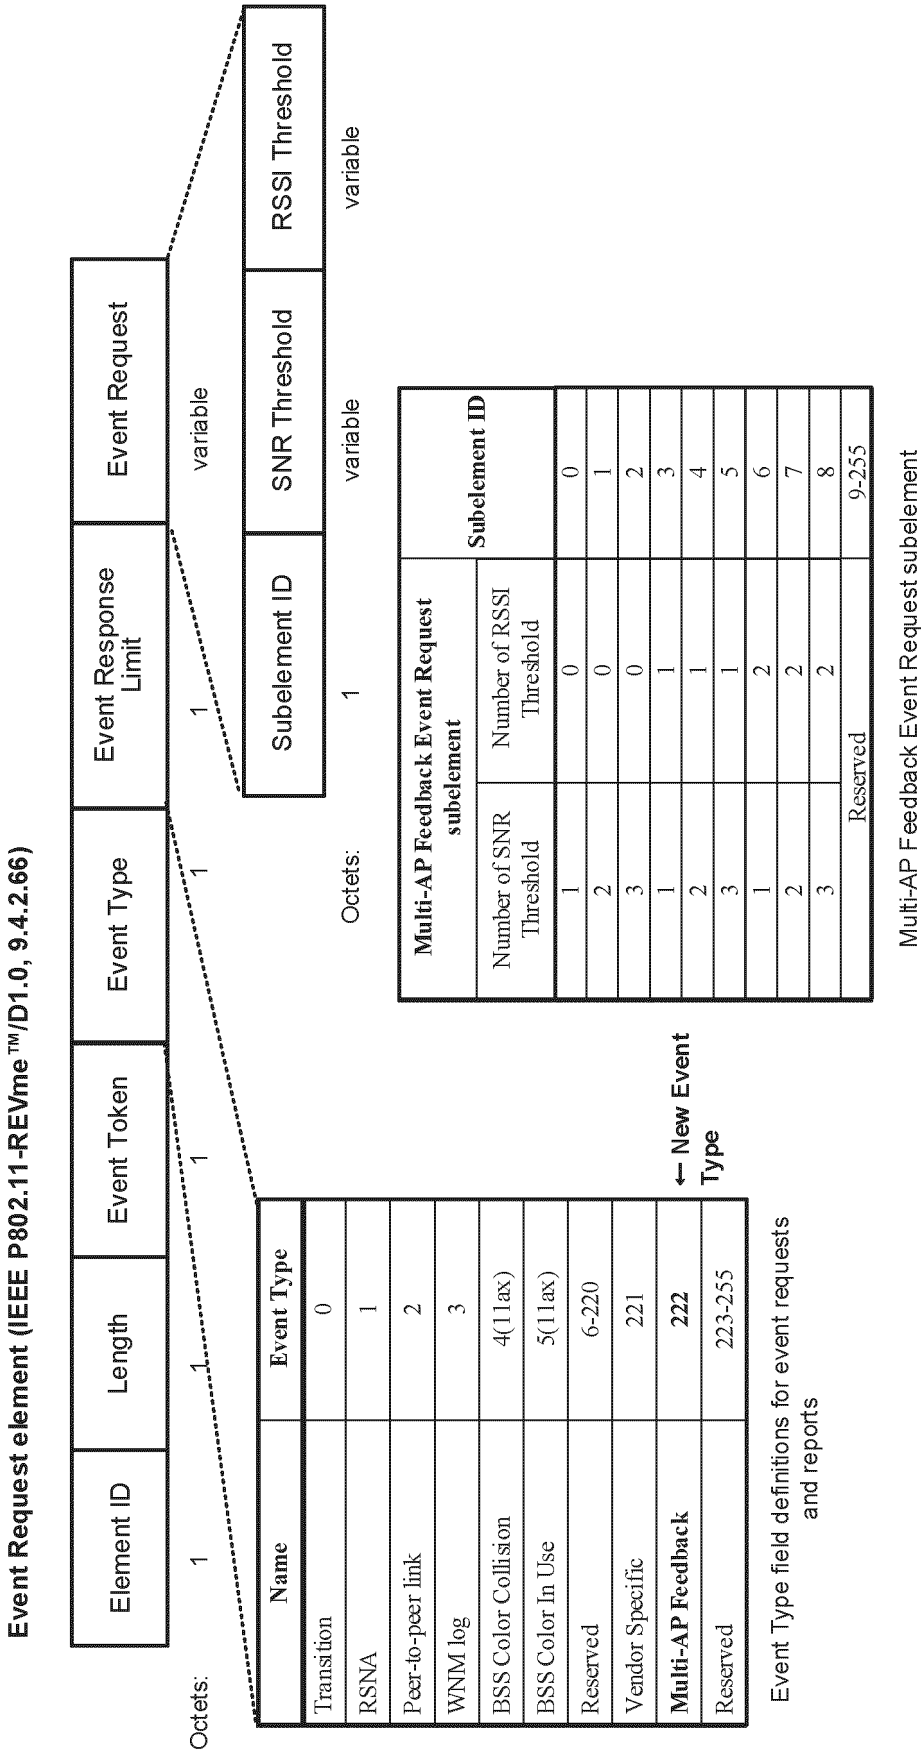 Event Request element (IEEE P802.11-REVme™/D1.0, 9.4.2.66)
Element ID Length Event Token Event Type Event Response Limit Event Request
Octets: 1 1 1 1 1 variable
Subelement ID SNR Threshold RSSI Threshold
Octets: 1 variable variable
Name Event Type
Transition 0
RSNA 1
Peer-to-peer link 2
WNM log 3
BSS Color Collision 4(11ax)
BSS Color In Use 5(11ax)
Reserved 6-220
Vendor Specific 221
Multi-AP Feedback 222
Reserved 223-255
← New Event
Type
Event Type field definitions for event requests
and reports
Multi-AP Feedback Event Request
subelement
Subelement ID
Number of SNR
Threshold
Number of RSSI
Threshold
1 0 0
2 0 1
3 0 2
1 1 3
2 1 4
3 1 5
1 2 6
2 2 7
3 2 8
Reserved 9-255
Multi-AP Feedback Event Request subelement